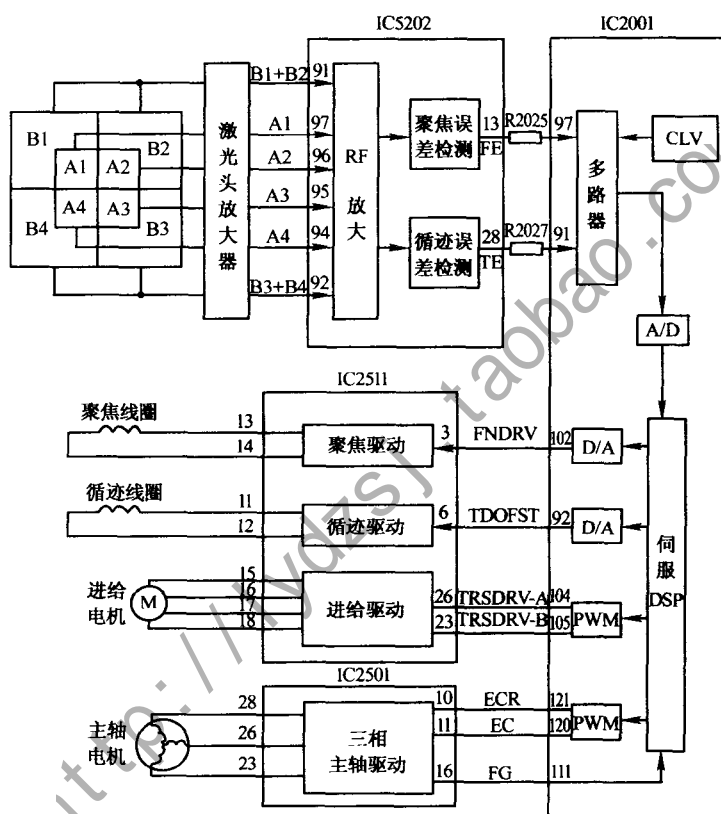 IC5202
IC2001
B1
B2
A1
A2
A4
A3
B4
B3
激光头放大器
B1+B2
91
A1
97
A2
96
A3
95
A4
94
B3+B4
92
RF
放大
聚焦误
差检测
13
FE
R2025
97
循迹误
差检测
28
TE
R2027
91
多路器
CLV
A/D
IC2511
聚焦线圈
13
14
聚焦驱动
3
FNDRV
102
D/A
循迹线圈
11
12
循迹驱动
6
TDOFST
92
D/A
伺服
DSP
进给
电机
M
15
16
17
18
进给驱动
26
TRSDRV-A
104
23
TRSDRV-B
105
PWM
IC2501
主轴
电机
28
26
23
三相
主轴驱动
10
ECR
121
11
EC
120
PWM
16
FG
111
http://lydzsj.taobao.co